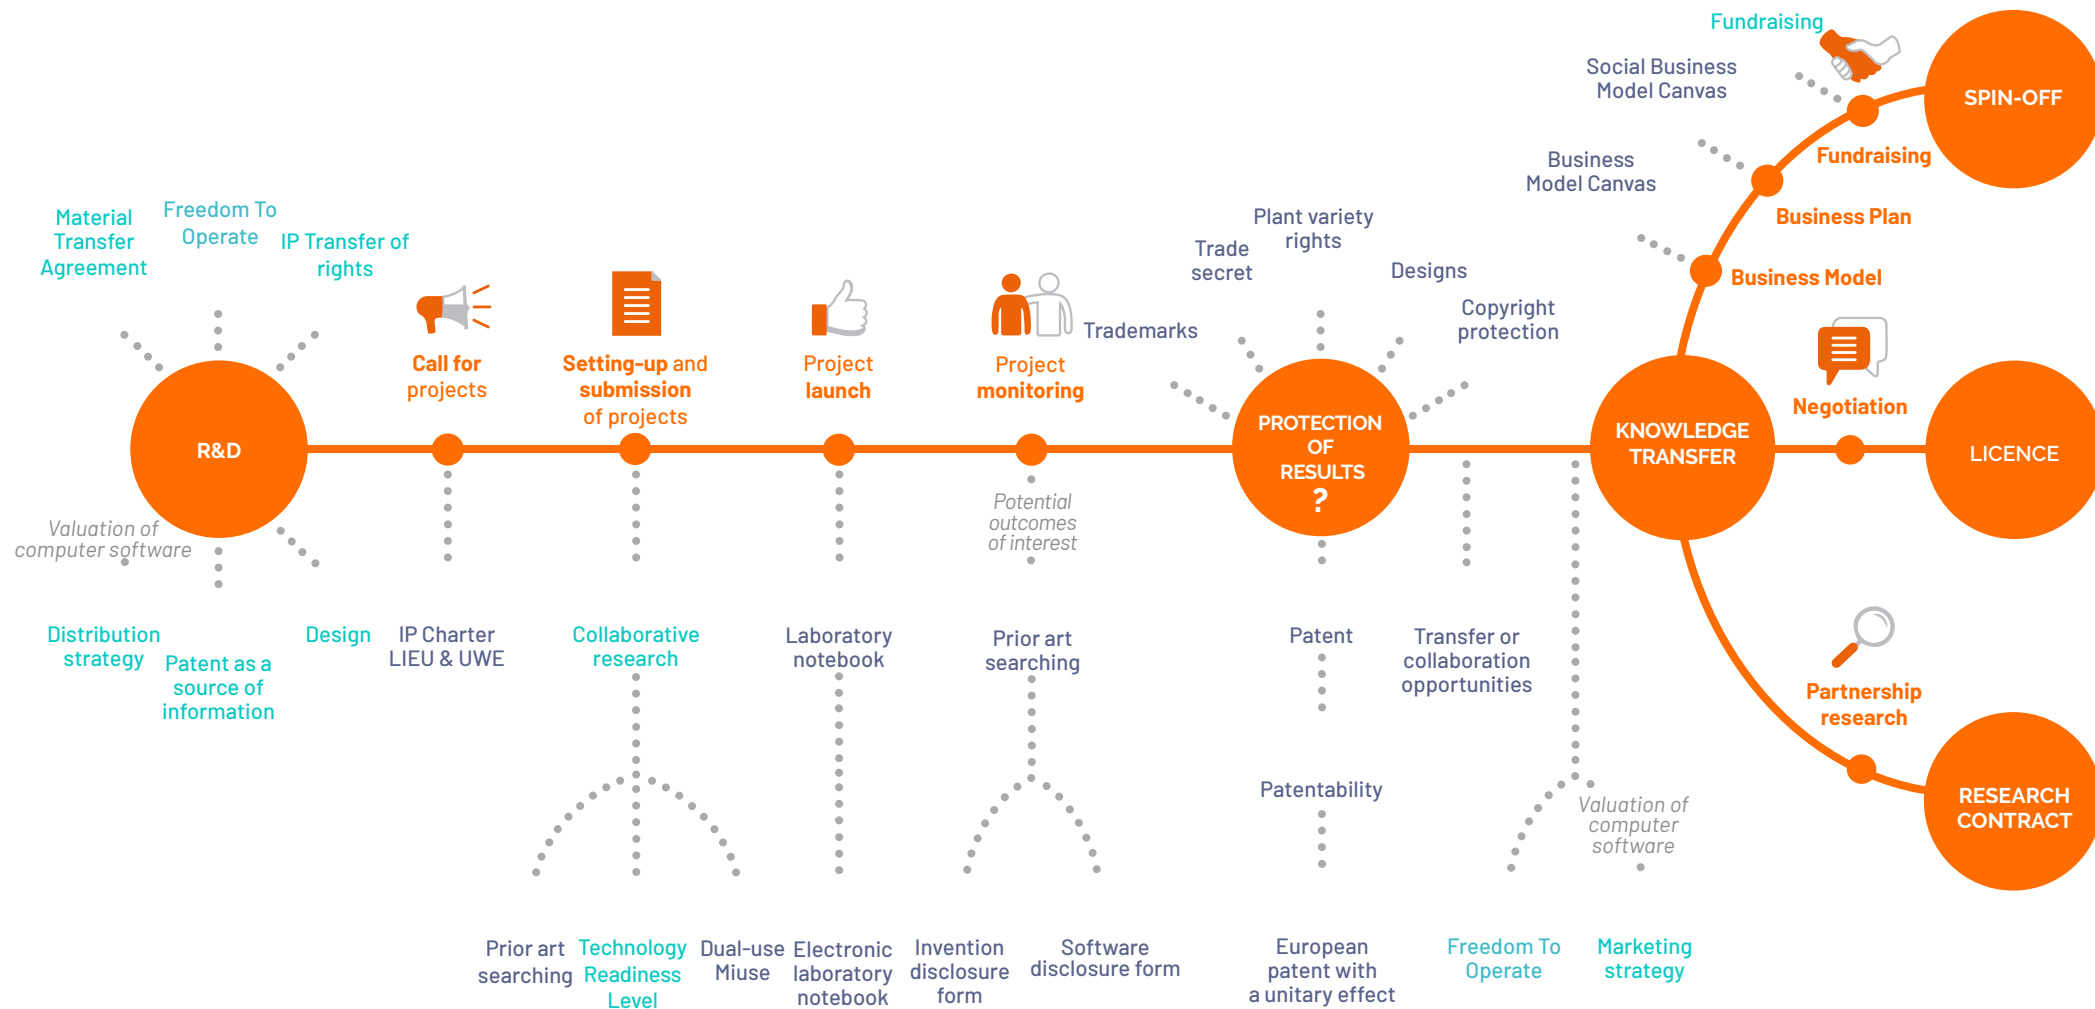 Fundraising
Social Business
Model Canvas
SPIN-OFF
Fundraising
Business
Model Canvas
Business Plan
Business Model
Material
Transfer
Agreement
Freedom To
Operate
IP Transfer of
rights
R&D
Valuation of
computer software
Distribution
strategy
Patent as a
source of
information
Design
Call for
projects
IP Charter
LIEU & UWE
Setting-up and
submission
of projects
Collaborative
research
Prior art
searching
Technology
Readiness
Level
Dual-use
Miuse
Project
launch
Laboratory
notebook
Electronic
laboratory
notebook
Project
monitoring
Potential
outcomes
of interest
Prior art
searching
Invention
disclosure
form
Software
disclosure form
Trademarks
Trade
secret
Plant variety
rights
Designs
Copyright
protection
PROTECTION
OF
RESULTS
?
Patent
Patentability
European
patent with
a unitary effect
Transfer or
collaboration
opportunities
Freedom To
Operate
Valuation of
computer
software
Marketing
strategy
KNOWLEDGE
TRANSFER
Negotiation
LICENCE
Partnership
research
RESEARCH
CONTRACT